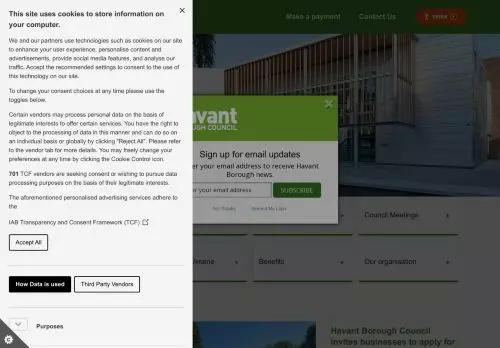 This site uses cookies to store information on
your computer.
We and our partners use technologies such as cookies on our site
to enhance your user experience, personalise content and
advertisements, provide social media features, and analyse our
traffic. Accept the recommended settings to consent to the use of
this technology on our site.
To change your consent choices at any time please use the
toggles below.
Certain vendors may process personal data on the basis of
legitimate interests to offer certain services. You have the right to
object to the processing of data in this manner and can do so on
an individual basis or globally by clicking "Reject All". Please refer
to the vendor tab for more details. You may freely change your
preferences at any time by clicking the Cookie Control icon.
701 TCF vendors are seeking consent or wishing to pursue data
processing purposes on the basis of their legitimate interests.
The aforementioned personalised advertising services adhere to
the
IAB Transparency and Consent Framework (TCF)
Accept All
How Data is used
Third Party Vendors
Purposes
Make a payment
Contact Us
avant
ROUGH COUNCIL
Sign up for email updates
er your email address to receive Havant
Borough news.
er your email address
SUBSCRIBE
No Thanks
Remind Me Later
Council Meetings
Ukraine
Benefits
Our organisation
Havant Borough Council
invites businesses to apply for